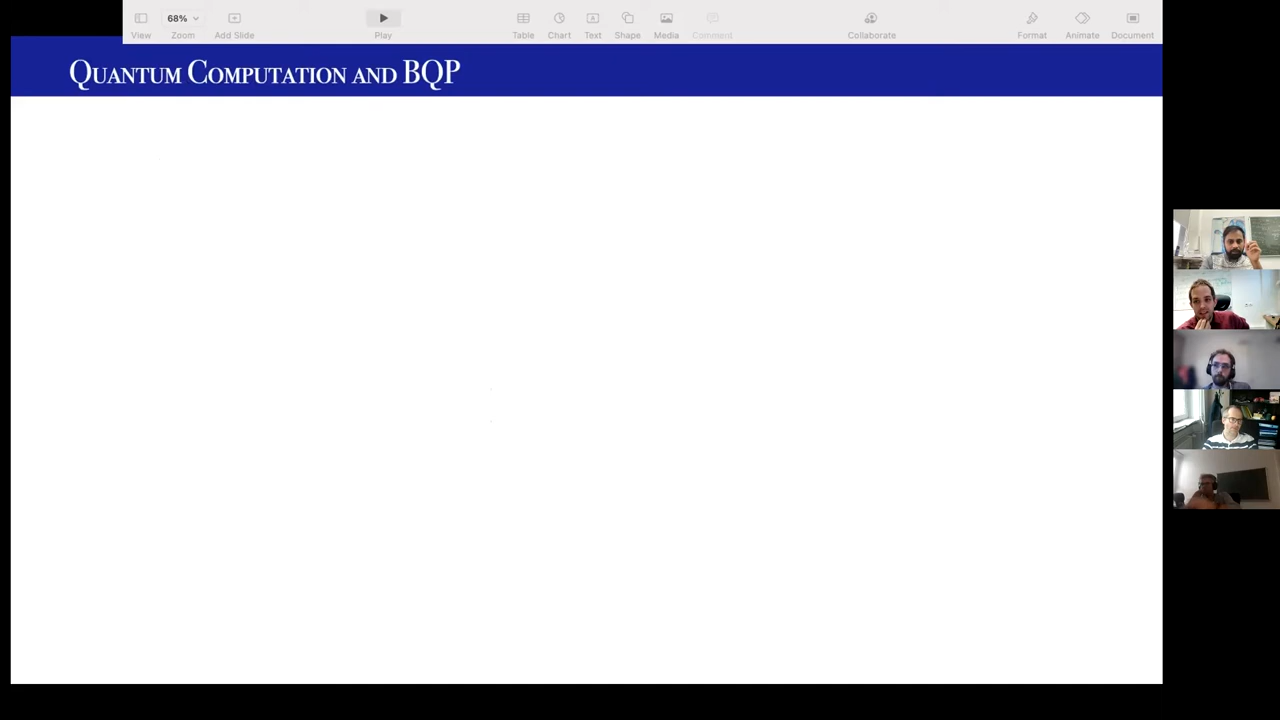 68%
View Zoom Add Slide Play Table Chart Text Shape Media Comment Collaborate Format Animate Document
QUANTUM COMPUTATION AND BQP